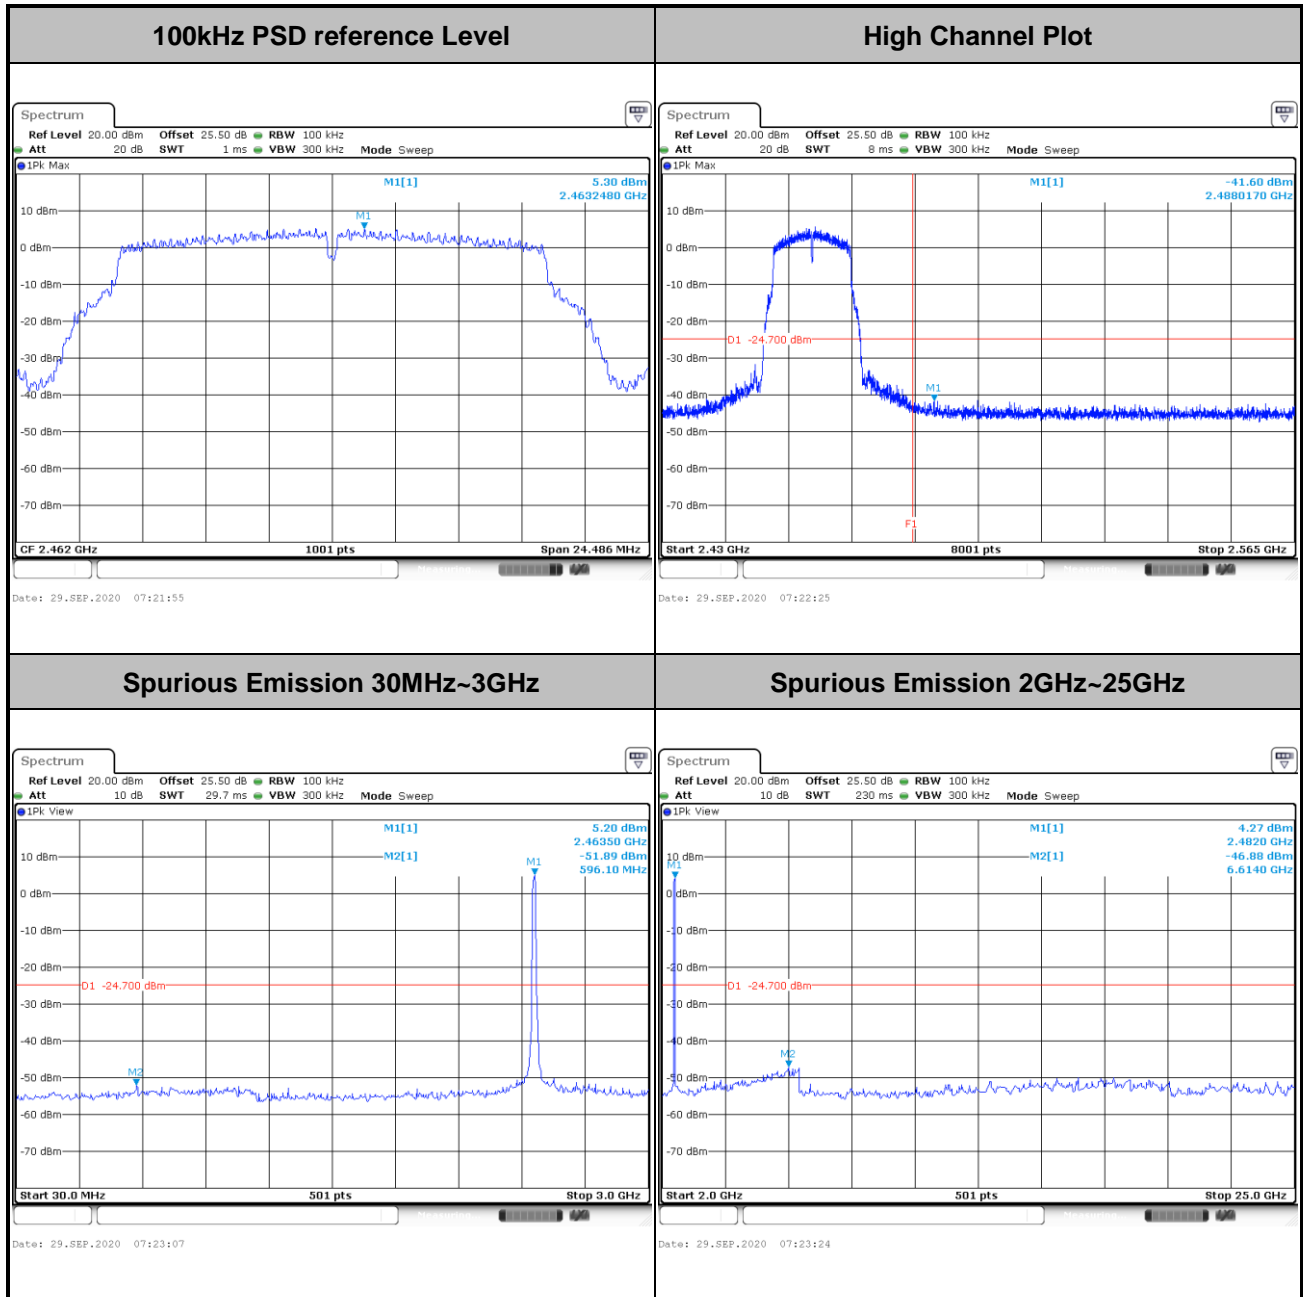 100kHz PSD reference Level
Spectrum
Ref Level 20.00 dBm Offset 25.50 dB RBW 100 kHz
Att 20 dB SWT 1 ms VBW 300 kHz Mode Sweep
1Pk Max
M1[1] 5.30 dBm
2.4632480 GHz
10 dBm
M1
0 dBm
-10 dBm
-20 dBm
-30 dBm
-40 dBm
-50 dBm
-60 dBm
-70 dBm
CF 2.462 GHz 1001 pts Span 24.486 MHz
Measuring
Date: 29.SEP.2020 07:21:55
High Channel Plot
Spectrum
Ref Level 20.00 dBm Offset 25.50 dB RBW 100 kHz
Att 20 dB SWT 8 ms VBW 300 kHz Mode Sweep
1Pk Max
M1[1] -41.60 dBm
2.4880170 GHz
10 dBm
0 dBm
-10 dBm
-20 dBm
D1 -24.700 dBm
-30 dBm
M1
-40 dBm
-50 dBm
-60 dBm
-70 dBm
F1
Start 2.43 GHz 8001 pts Stop 2.565 GHz
Measuring
Date: 29.SEP.2020 07:22:25
Spurious Emission 30MHz~3GHz
Spectrum
Ref Level 20.00 dBm Offset 25.50 dB RBW 100 kHz
Att 10 dB SWT 29.7 ms VBW 300 kHz Mode Sweep
1Pk View
M1[1] 5.20 dBm
2.46350 GHz
10 dBm
M2[1] -51.89 dBm
M1 596.10 MHz
0 dBm
-10 dBm
-20 dBm
D1 -24.700 dBm
-30 dBm
-40 dBm
M2
-50 dBm
-60 dBm
-70 dBm
Start 30.0 MHz 501 pts Stop 3.0 GHz
Date: 29.SEP.2020 07:23:07
Spurious Emission 2GHz~25GHz
Spectrum
Ref Level 20.00 dBm Offset 25.50 dB RBW 100 kHz
Att 10 dB SWT 230 ms VBW 300 kHz Mode Sweep
1Pk View
M1[1] 4.27 dBm
2.4820 GHz
10 dBm
M2[1] -46.88 dBm
M1 6.6140 GHz
0 dBm
-10 dBm
-20 dBm
D1 -24.700 dBm
-30 dBm
-40 dBm
M2
-50 dBm
-60 dBm
-70 dBm
Start 2.0 GHz 501 pts Stop 25.0 GHz
Date: 29.SEP.2020 07:23:24